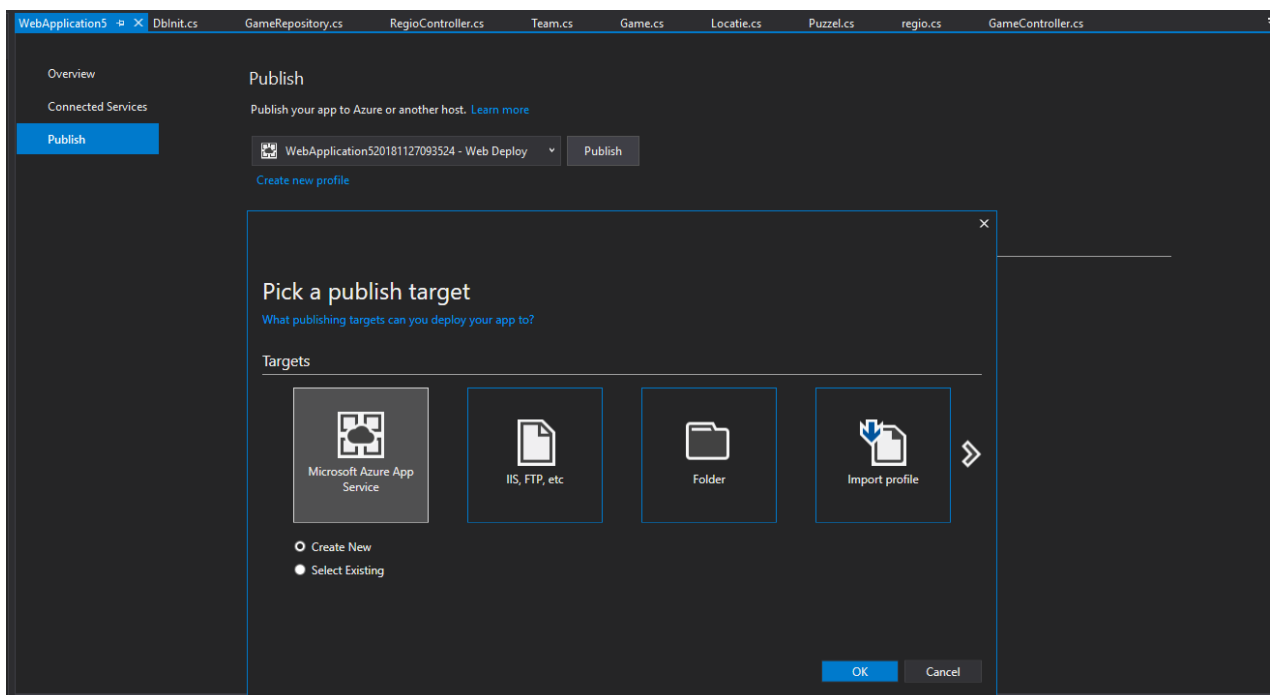 WebApplication5 DbInit.cs GameRepository.cs RegioController.cs Team.cs Game.cs Locatie.cs Puzzel.cs regio.cs GameController.cs
Overview
Connected Services
Publish
Publish
Publish your app to Azure or another host. Learn more
WebApplication520181127093524 - Web Deploy Publish
Create new profile
Pick a publish target
What publishing targets can you deploy your app to?
Targets
Microsoft Azure App
Service
IIS, FTP, etc
Folder
Import profile
Create New
Select Existing
OK Cancel